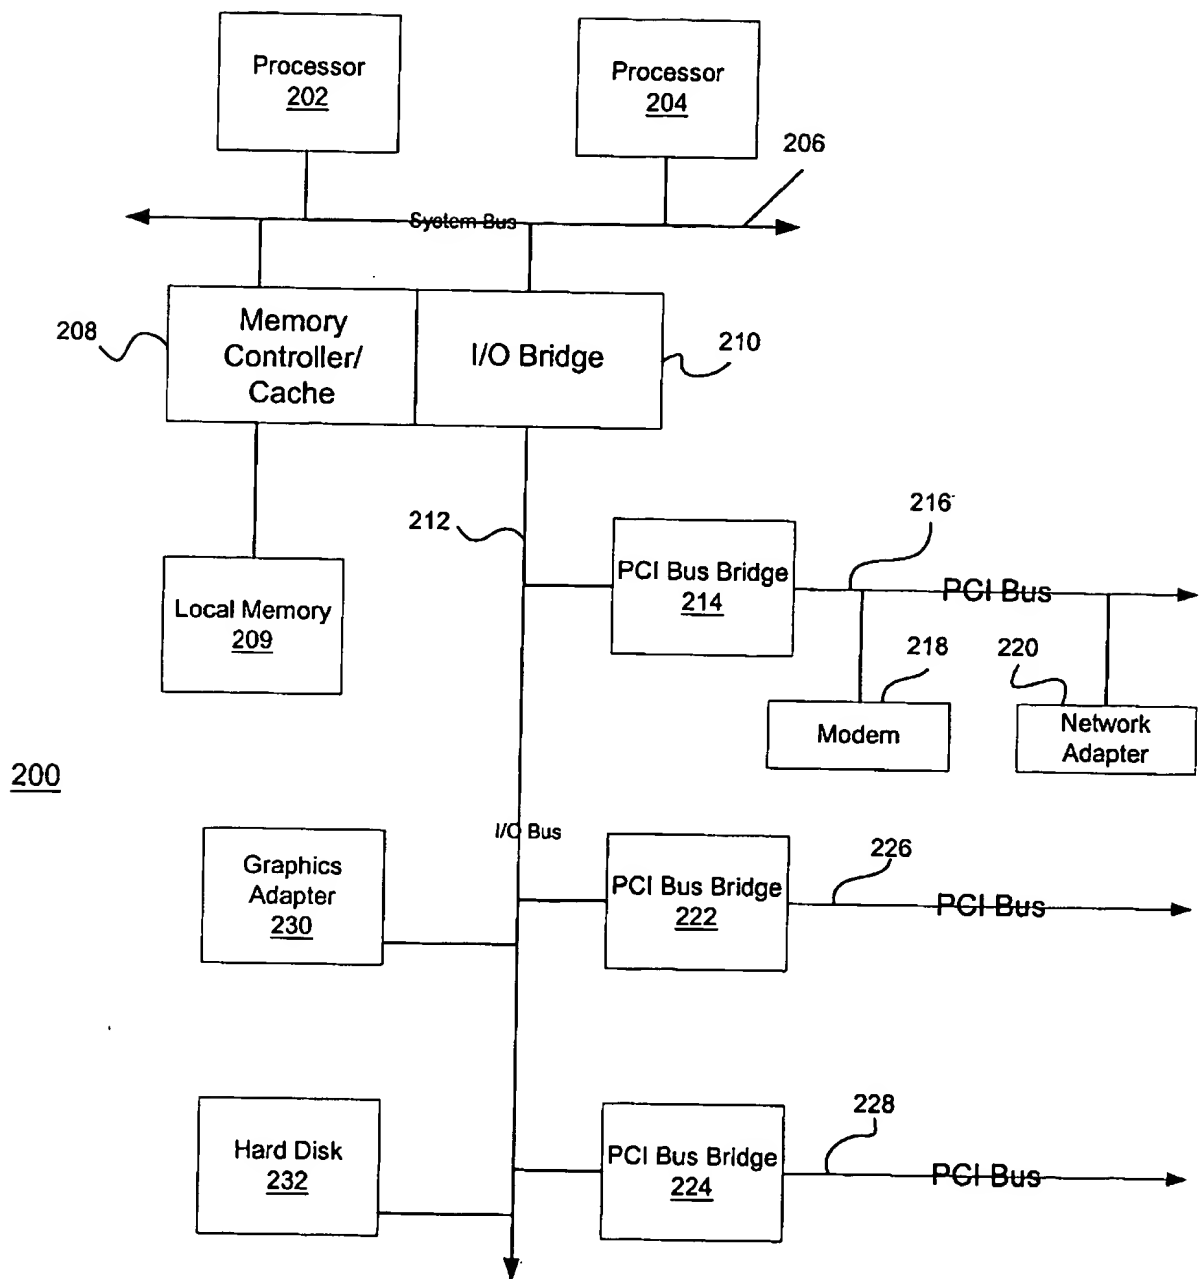 Processor
202
Processor
204
206
System Bus
208
Memory
Controller/
Cache
I/O Bridge
210
212
216
PCI Bus Bridge
214
PCI Bus
Local Memory
209
218
220
Modem
Network
Adapter
200
I/O Bus
Graphics
Adapter
230
PCI Bus Bridge
222
226
PCI Bus
Hard Disk
232
PCI Bus Bridge
224
228
PCI Bus